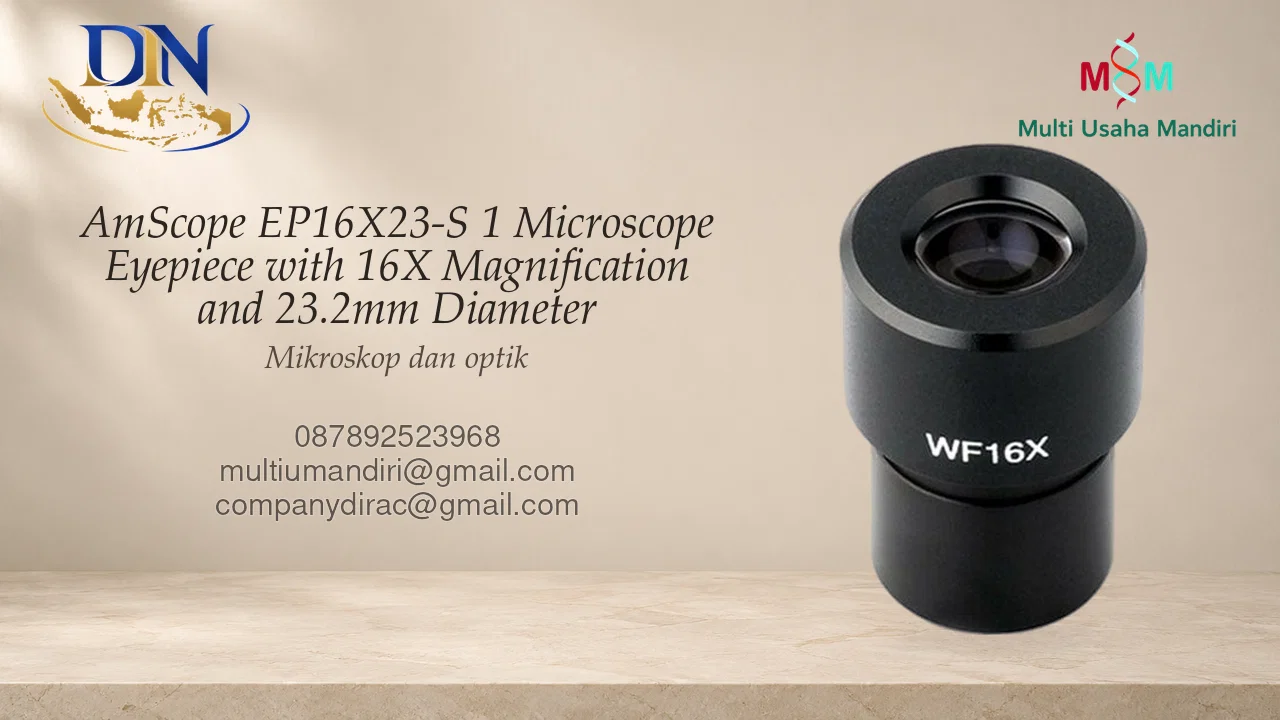 DN
M M
Multi Usaha Mandiri
AmScope EP16X23-S 1 Microscope
Eyepiece with 16X Magnification
and 23.2mm Diameter
Mikroskop dan optik
087892523968
multiumandiri@gmail.com
companydirac@gmail.com
WF16X